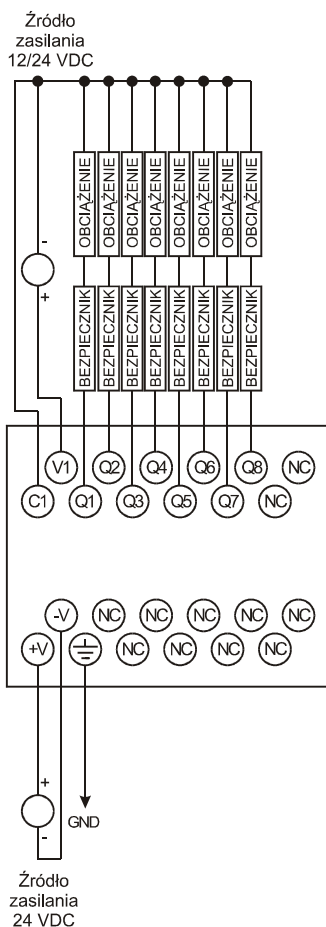 Źródło
zasilania
12/24 VDC
-
+
OBCIĄŻENIE OBCIĄŻENIE OBCIĄŻENIE OBCIĄŻENIE OBCIĄŻENIE OBCIĄŻENIE OBCIĄŻENIE OBCIĄŻENIE
BEZPIECZNIK BEZPIECZNIK BEZPIECZNIK BEZPIECZNIK BEZPIECZNIK BEZPIECZNIK BEZPIECZNIK BEZPIECZNIK
V1 Q2 Q4 Q6 Q8 NC
C1 Q1 Q3 Q5 Q7 NC
-V NC NC NC NC NC
+V NC NC NC NC
+
-
GND
Źródło
zasilania
24 VDC